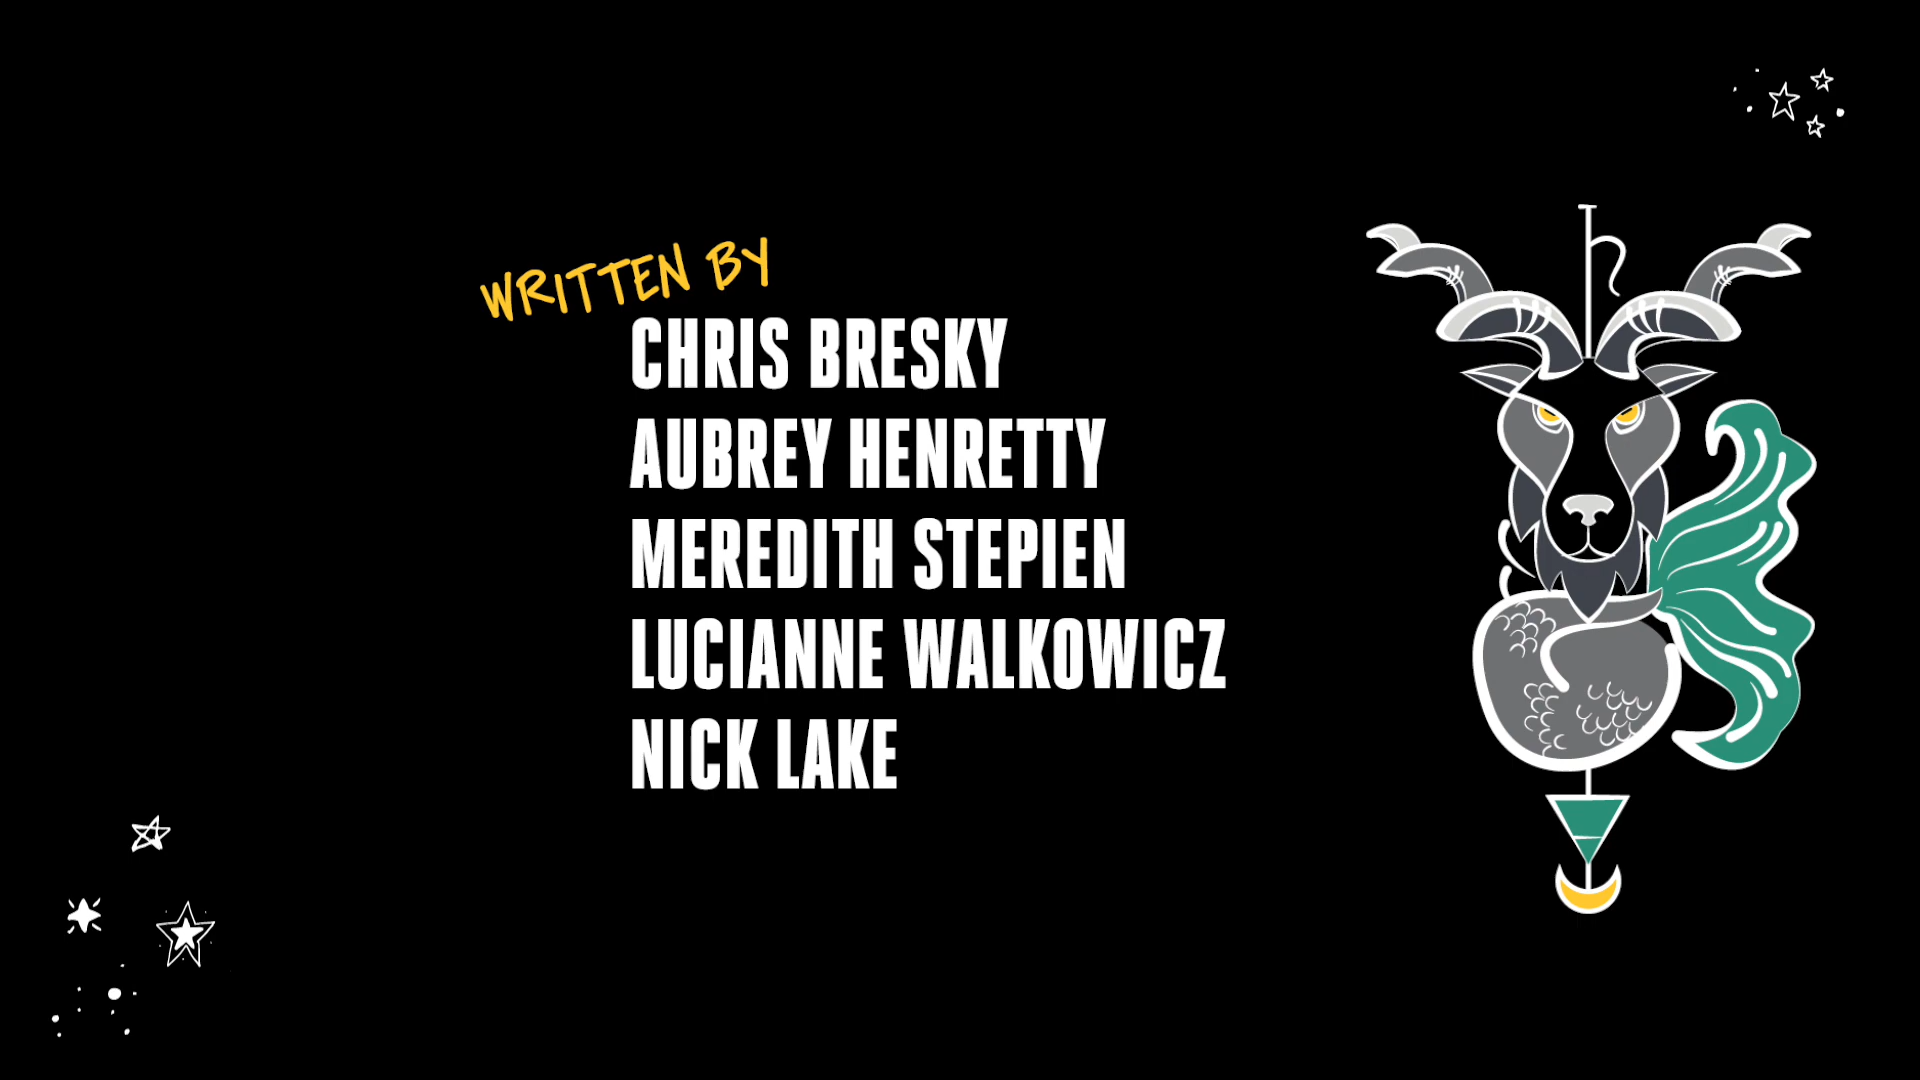 WRITTEN BY
CHRIS BRESKY
AUBREY HENRETTY
MEREDITH STEPIEN
LUCIANNE WALKOWICZ
NICK LAKE